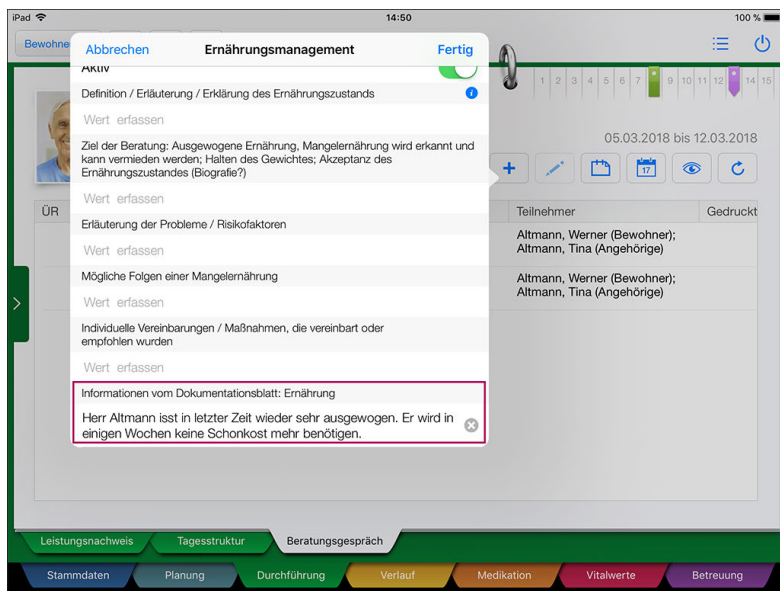 iPad
14:50
100 %
Bewohne
Abbrechen
Ernährungsmanagement
Fertig
1 2 3 4 5 6 7 9 10 11 12 14 15
Aktiv
Definition / Erläuterung / Erklärung des Ernährungszustands
Wert erfassen
Ziel der Beratung: Ausgewogene Ernährung, Mangelernährung wird erkannt und
kann vermieden werden; Halten des Gewichtes; Akzeptanz des
Ernährungszustandes (Biografie?)
Wert erfassen
Erläuterung der Probleme / Risikofaktoren
Wert erfassen
Mögliche Folgen einer Mangelernährung
Wert erfassen
Individuelle Vereinbarungen / Maßnahmen, die vereinbart oder
empfohlen wurden
Wert erfassen
Informationen vom Dokumentationsblatt: Ernährung
Herr Altmann isst in letzter Zeit wieder sehr ausgewogen. Er wird in
einigen Wochen keine Schonkost mehr benötigen.
05.03.2018 bis 12.03.2018
17
ÜR
Teilnehmer
Gedruckt
Altmann, Werner (Bewohner);
Altmann, Tina (Angehörige)
Altmann, Werner (Bewohner);
Altmann, Tina (Angehörige)
Leistungsnachweis
Tagesstruktur
Beratungsgespräch
Stammdaten
Planung
Durchführung
Verlauf
Medikation
Vitalwerte
Betreuung